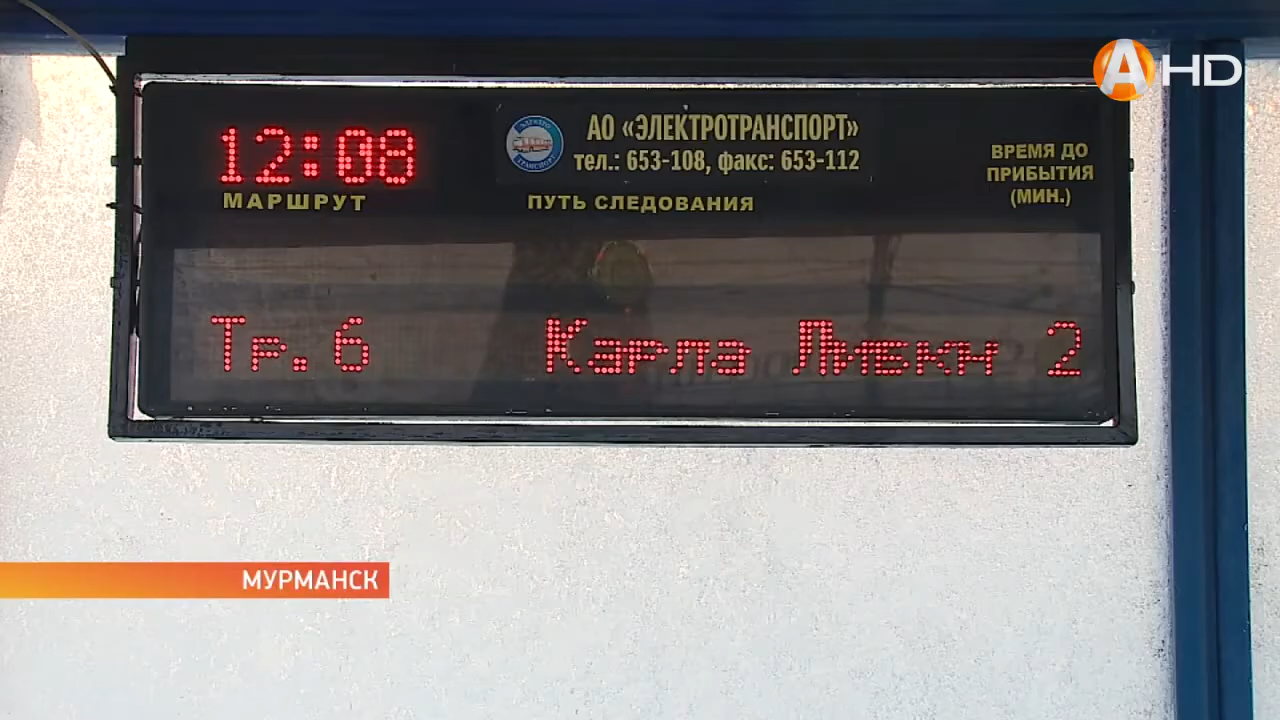 AHD
12:08
АО «ЭЛЕКТРОТРАНСПОРТ»
тел.: 653-108, факс: 653-112
ВРЕМЯ ДО
ПРИБЫТИЯ
(МИН.)
МАРШРУТ
ПУТЬ СЛЕДОВАНИЯ
Тр.6 Карла Либкн 2
МУРМАНСК